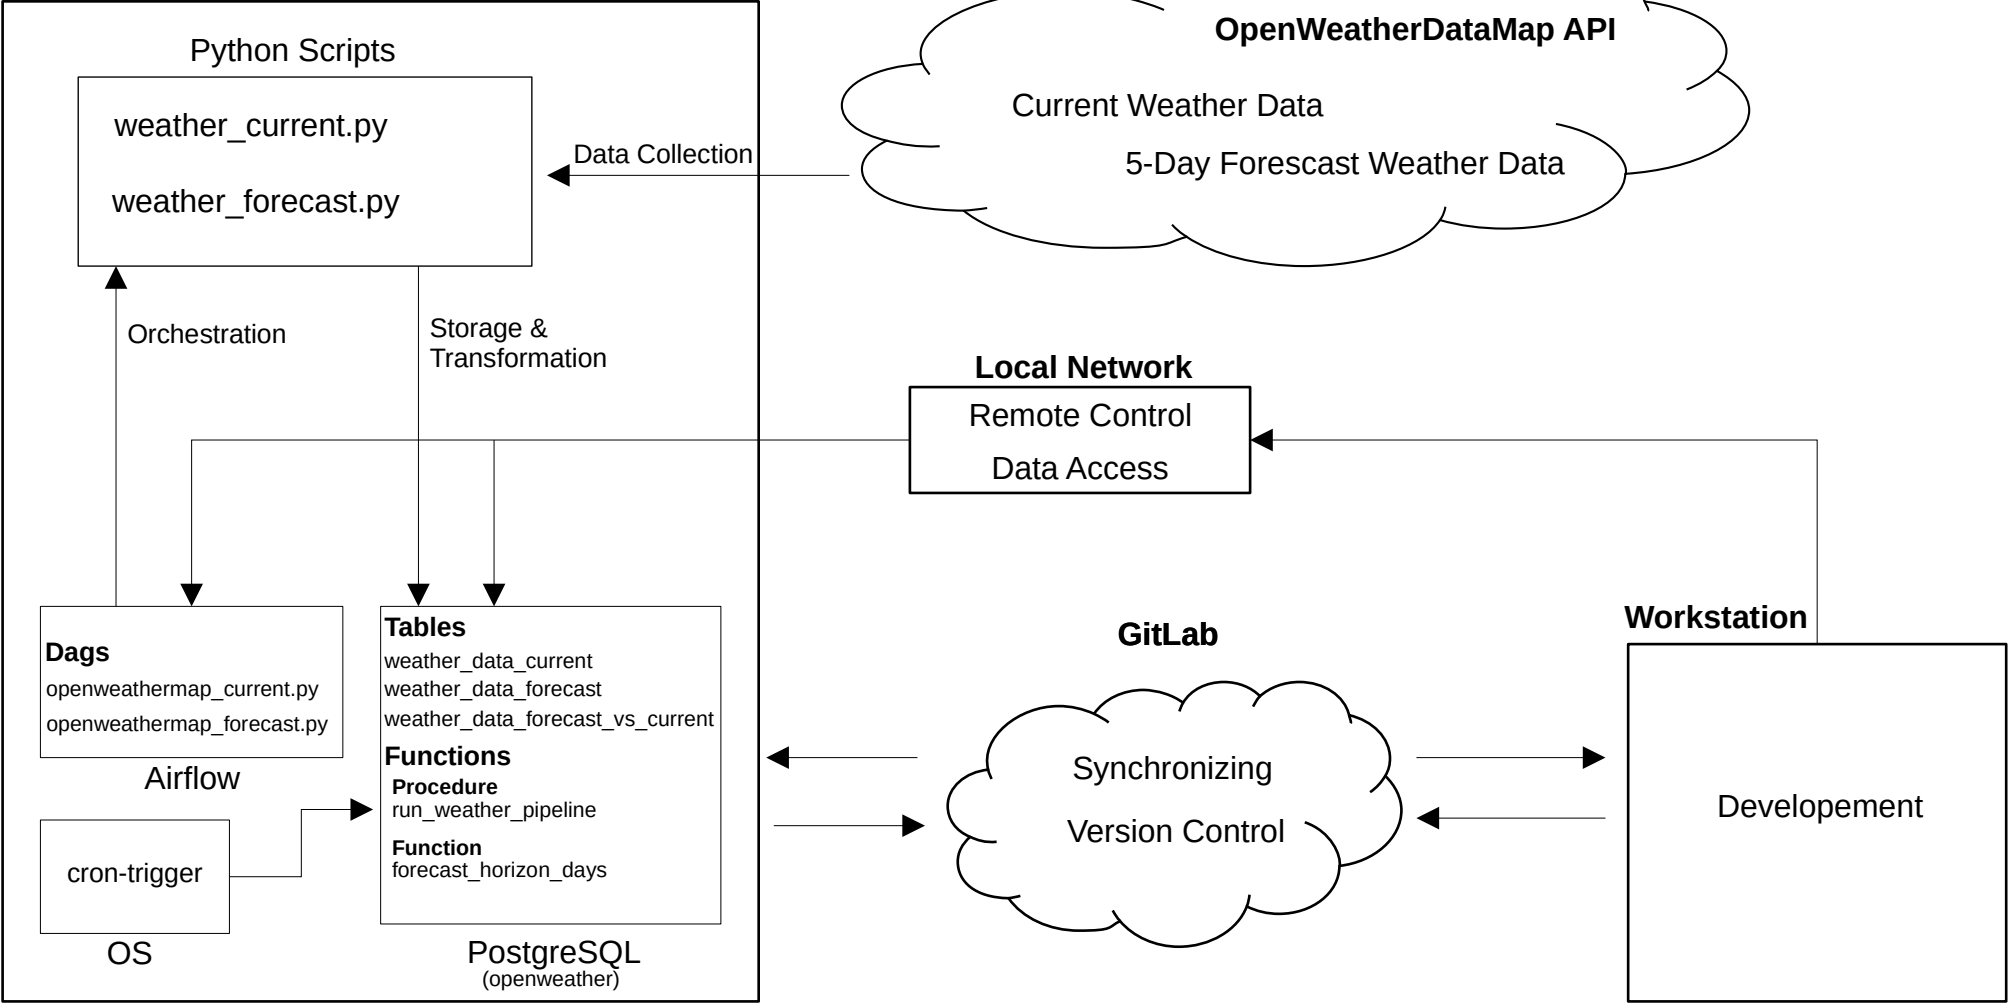 Python Scripts
weather_current.py
weather_forecast.py
Data Collection
OpenWeatherDataMap API
Current Weather Data
5-Day Forescast Weather Data
Orchestration
Storage &
Transformation
Local Network
Remote Control
Data Access
Dags
openweathermap_current.py
openweathermap_forecast.py
Airflow
cron-trigger
OS
Tables
weather_data_current
weather_data_forecast
weather_data_forecast_vs_current
Functions
Procedure
run_weather_pipeline
Function
forecast_horizon_days
PostgreSQL
(openweather)
GitLab
Synchronizing
Version Control
Workstation
Developement